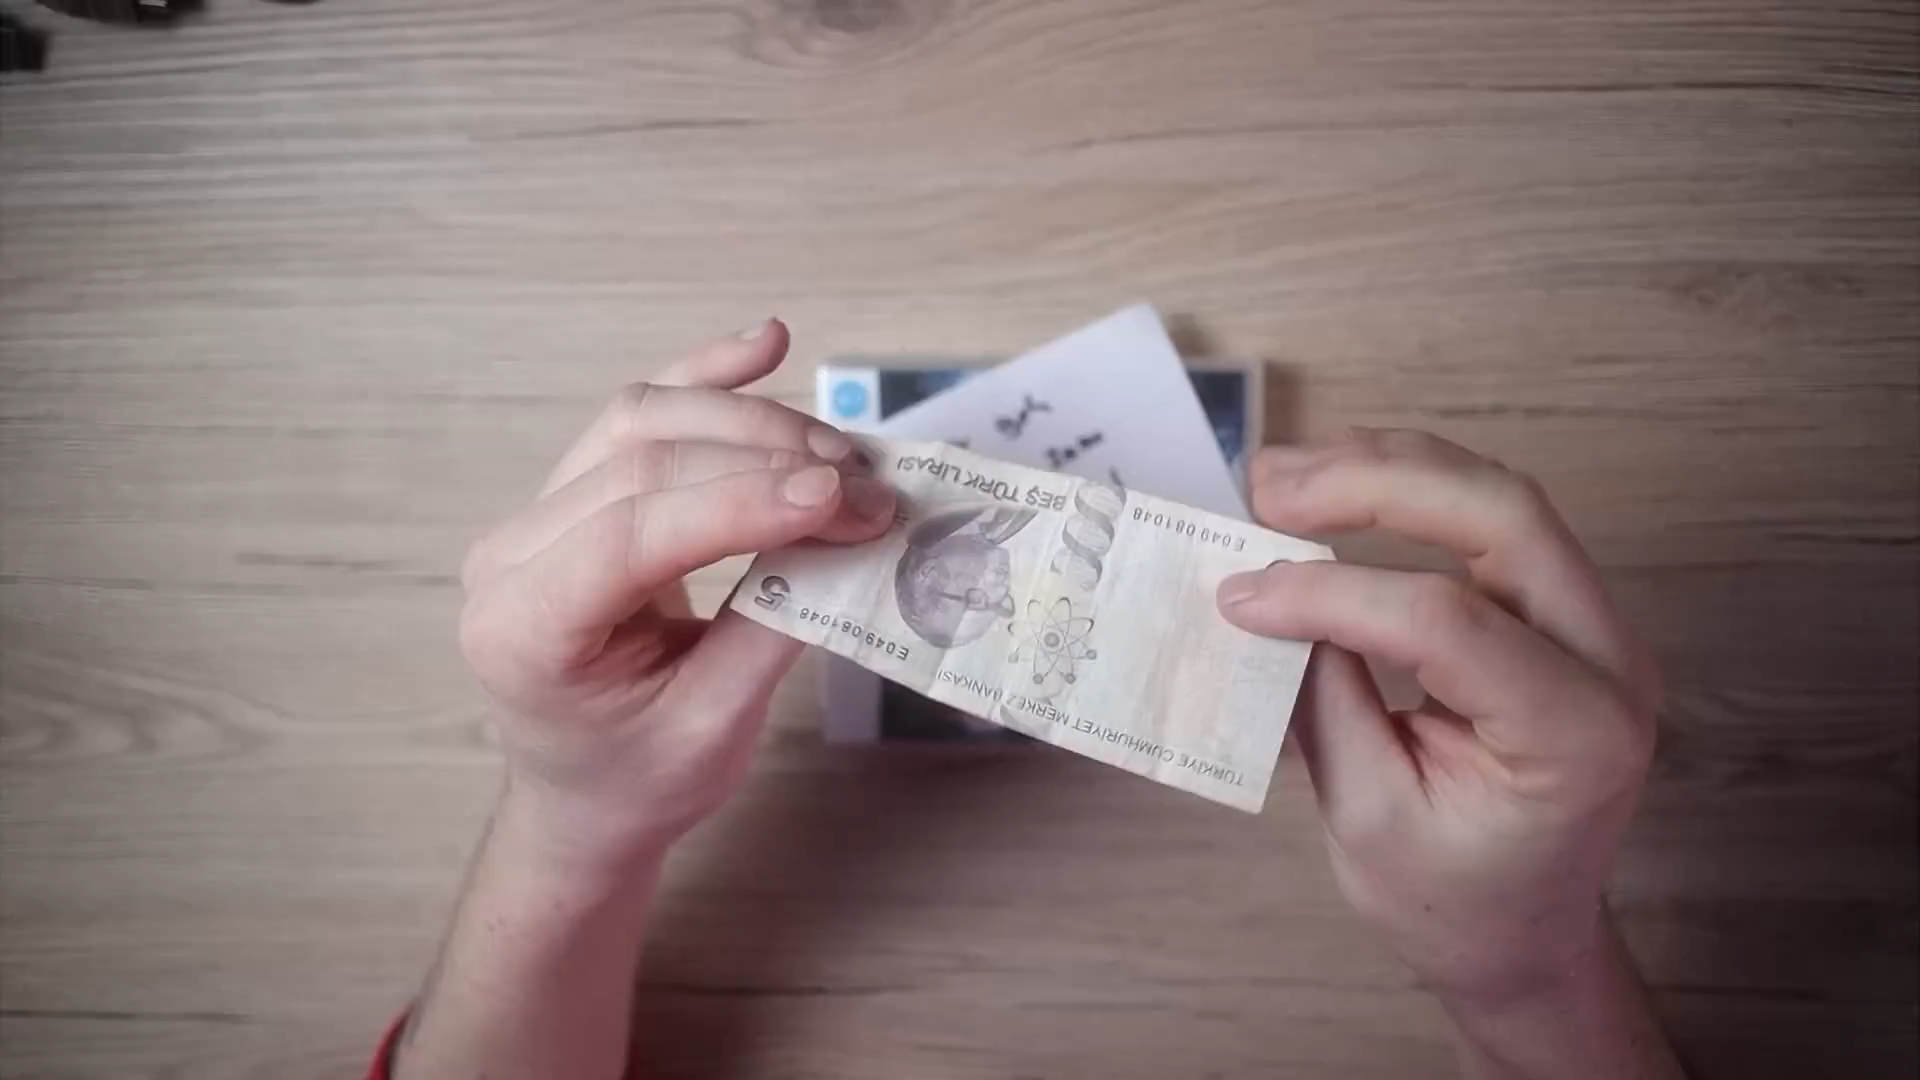 BEŞ TÜRK LİRASI
E049 081048
5
E049 081048
TÜRKİYE CUMHURİYET MERKEZ BANKASI